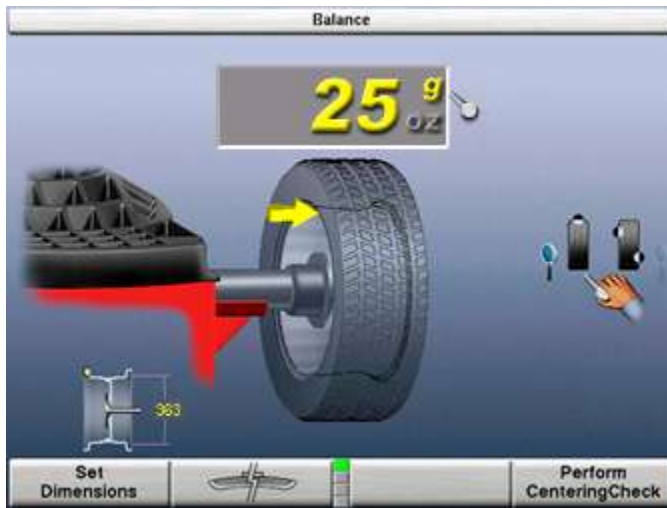 Balance
25 g
oz
363
Set
Dimensions
Perform
CenteringCheck